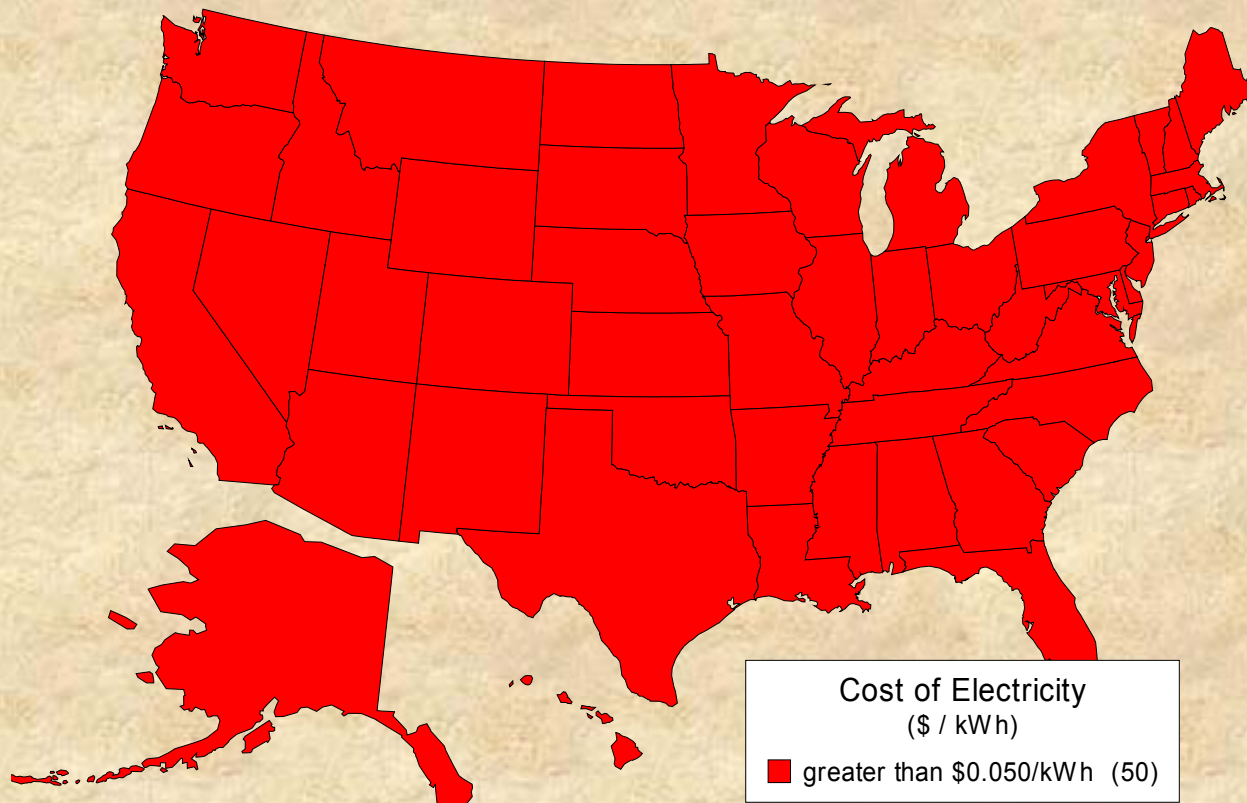 Cost of Electricity
($ / kWh)
greater than $0.050/kWh (50)